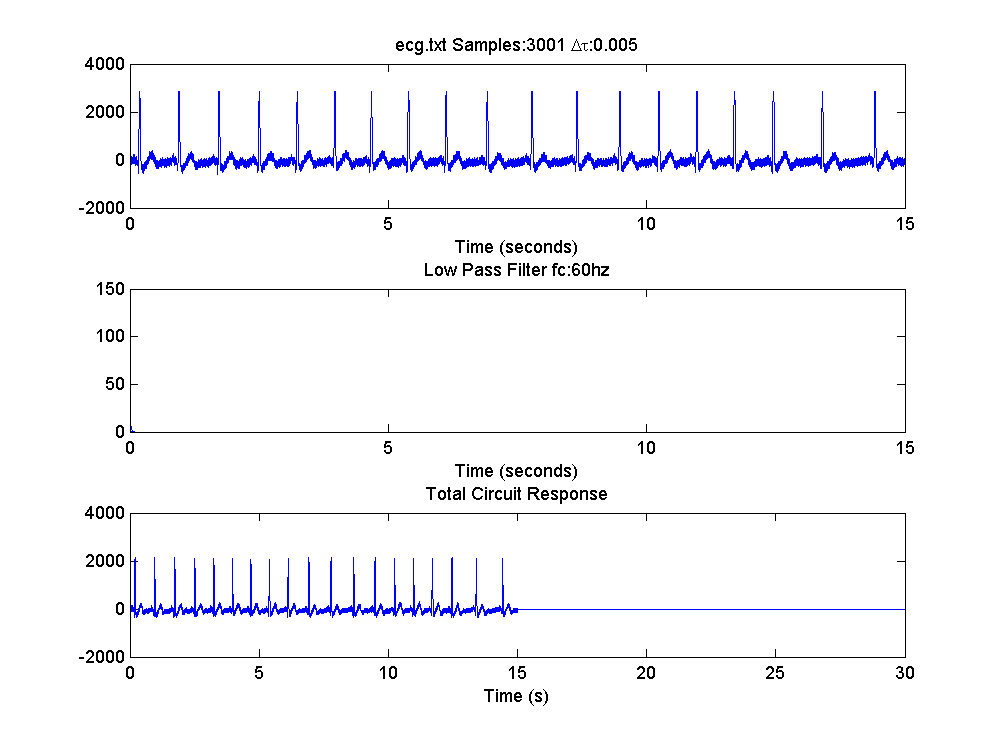 ecg.txt Samples:3001 Δτ:0.005
4000
2000
0
-2000
0 5 10 15
Time (seconds)
Low Pass Filter fc:60hz
150
100
50
0
0 5 10 15
Time (seconds)
Total Circuit Response
4000
2000
0
-2000
0 5 10 15 20 25 30
Time (s)